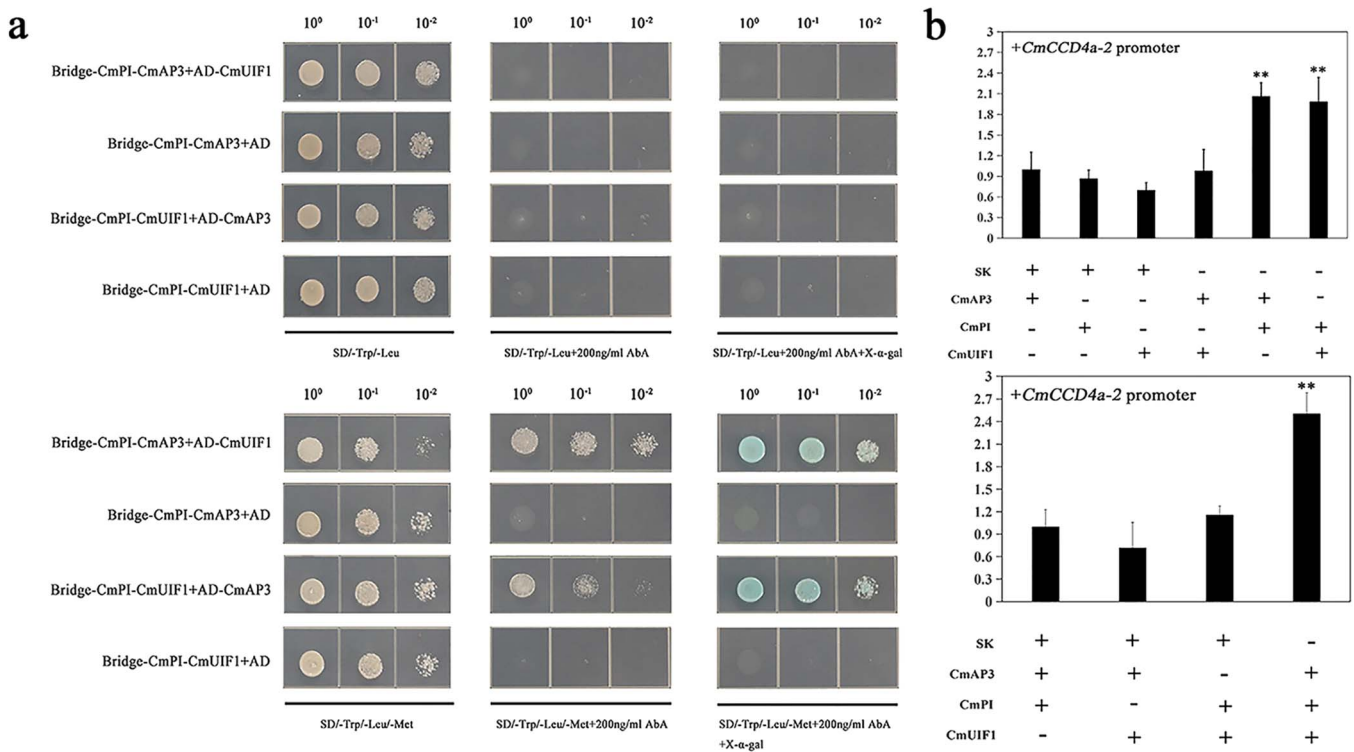 a
10⁰ 10⁻¹ 10⁻² 10⁰ 10⁻¹ 10⁻² 10⁰ 10⁻¹ 10⁻²
Bridge-CmPI-CmAP3+AD-CmUIF1
Bridge-CmPI-CmAP3+AD
Bridge-CmPI-CmUIF1+AD-CmAP3
Bridge-CmPI-CmUIF1+AD
SD/-Trp/-Leu SD/-Trp/-Leu+200ng/ml AbA SD/-Trp/-Leu+200ng/ml AbA+X-α-gal
10⁰ 10⁻¹ 10⁻² 10⁰ 10⁻¹ 10⁻² 10⁰ 10⁻¹ 10⁻²
Bridge-CmPI-CmAP3+AD-CmUIF1
Bridge-CmPI-CmAP3+AD
Bridge-CmPI-CmUIF1+AD-CmAP3
Bridge-CmPI-CmUIF1+AD
SD/-Trp/-Leu/-Met SD/-Trp/-Leu/-Met+200ng/ml AbA SD/-Trp/-Leu/-Met+200ng/ml AbA
+X-α-gal
b
+CmCCD4a-2 promoter
** **
3
2.7
2.4
2.1
1.8
1.5
1.2
0.9
0.6
0.3
0
SK + + + - - -
CmAP3 + - - + + -
CmPI - + - - + +
CmUIF1 - - + + - +
+CmCCD4a-2 promoter
**
3
2.7
2.4
2.1
1.8
1.5
1.2
0.9
0.6
0.3
0
SK + + + -
CmAP3 + + - +
CmPI + - + +
CmUIF1 - + + +